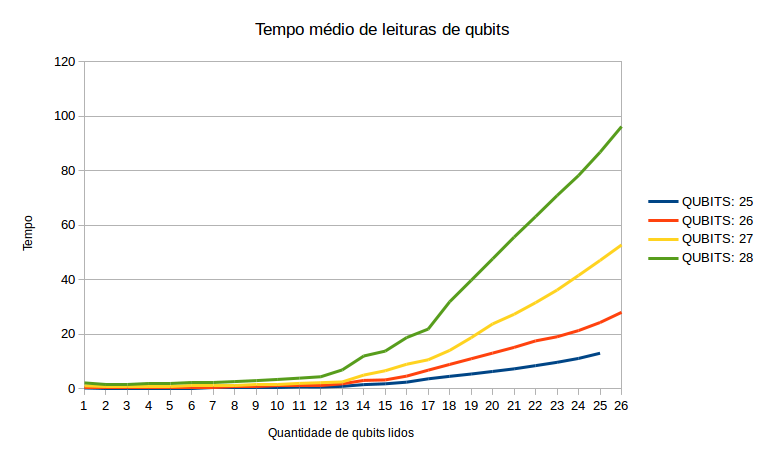 Tempo médio de leituras de qubits
120
100
80
60
40
20
0
Tempo
1 2 3 4 5 6 7 8 9 10 11 12 13 14 15 16 17 18 19 20 21 22 23 24 25 26
Quantidade de qubits lidos
QUBITS: 25
QUBITS: 26
QUBITS: 27
QUBITS: 28